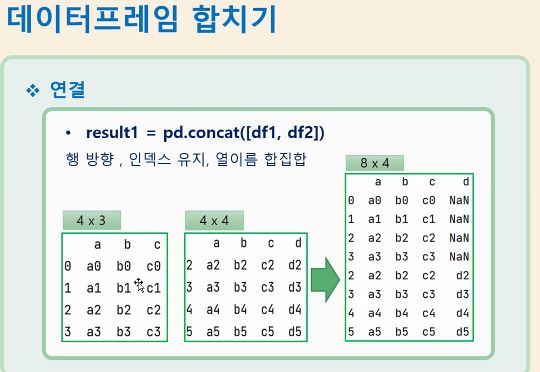 데이터프레임 합치기
❖ 연결
• result1 = pd.concat([df1, df2])
행 방향 , 인덱스 유지, 열이름 합집합
4 x 3
a b c
0 a0 b0 c0
1 a1 b1 c1
2 a2 b2 c2
3 a3 b3 c3
4 x 4
a b c d
2 a2 b2 c2 d2
3 a3 b3 c3 d3
4 a4 b4 c4 d4
5 a5 b5 c5 d5
8 x 4
a b c d
0 a0 b0 c0 NaN
1 a1 b1 c1 NaN
2 a2 b2 c2 NaN
3 a3 b3 c3 NaN
2 a2 b2 c2 d2
3 a3 b3 c3 d3
4 a4 b4 c4 d4
5 a5 b5 c5 d5